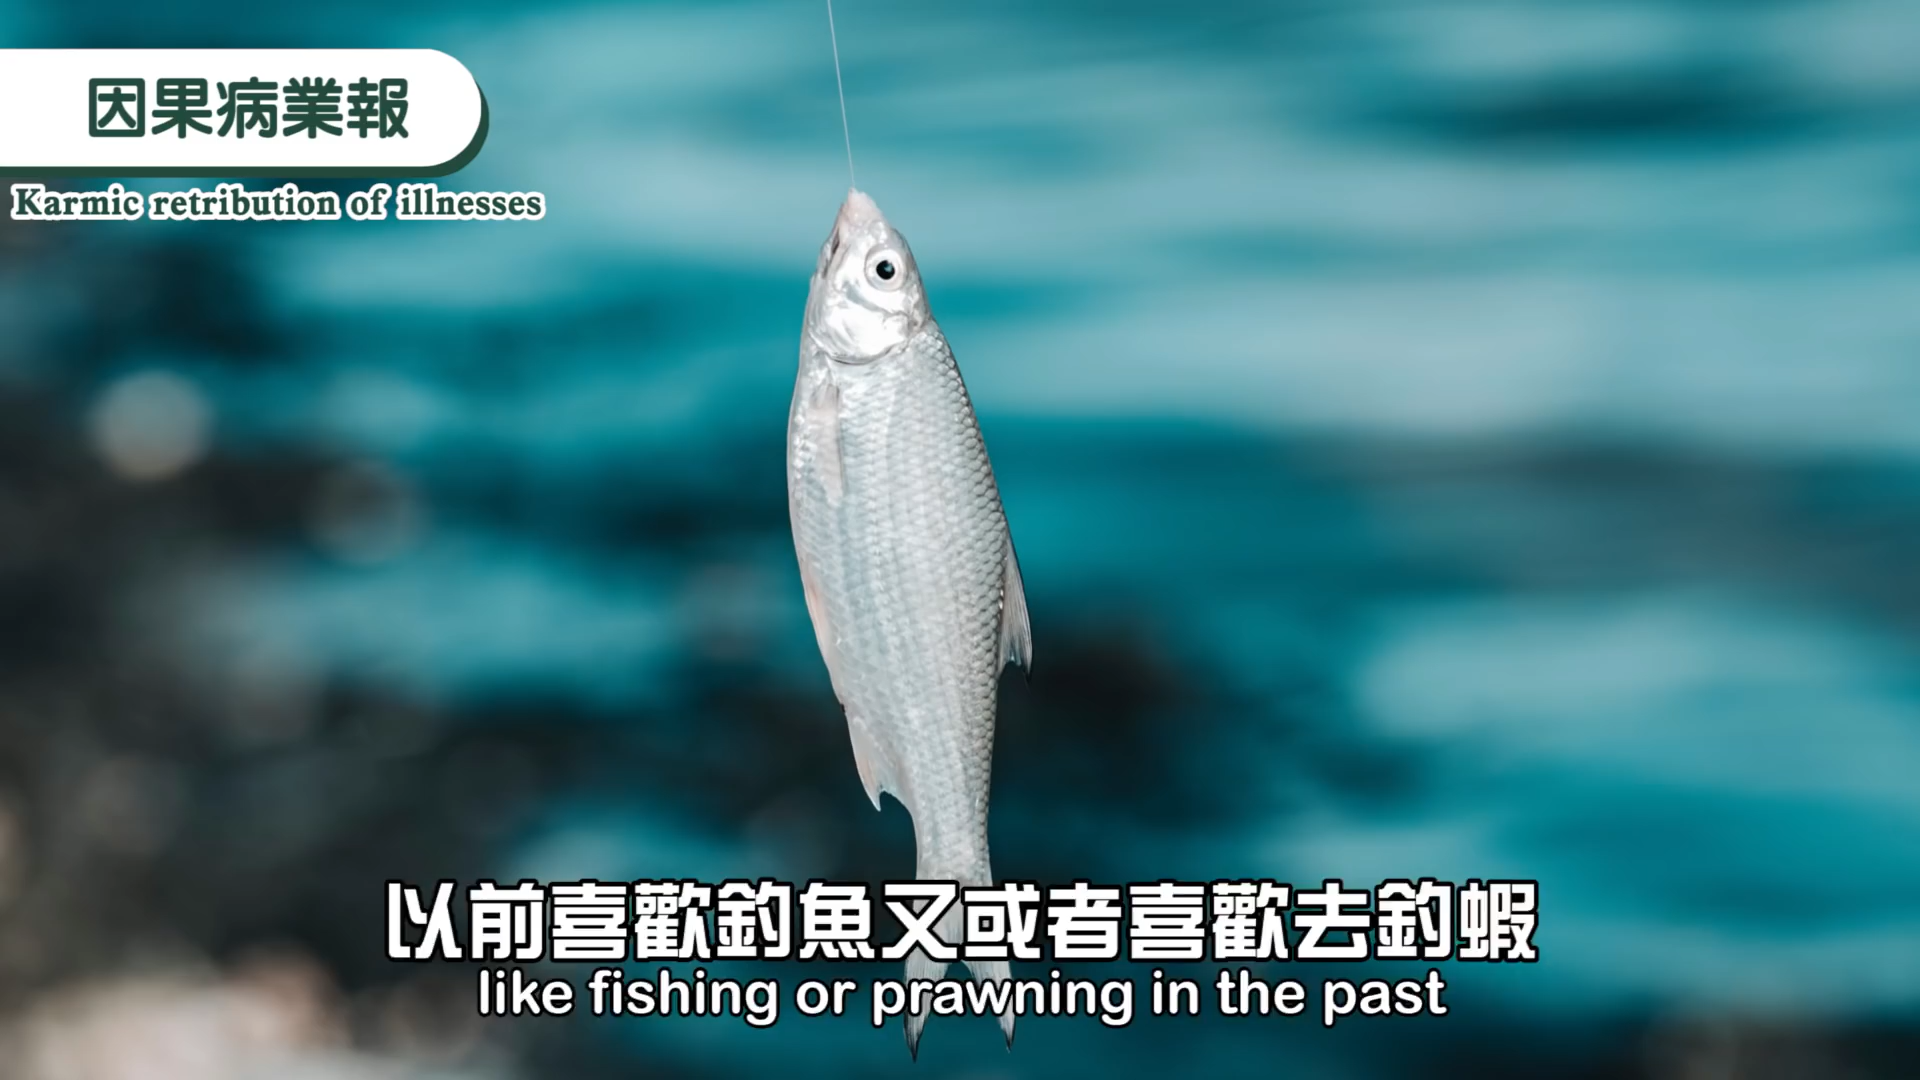 因果病業報
Karmic retribution of illnesses
以前喜歡釣魚又或者喜歡去釣蝦
like fishing or prawning in the past